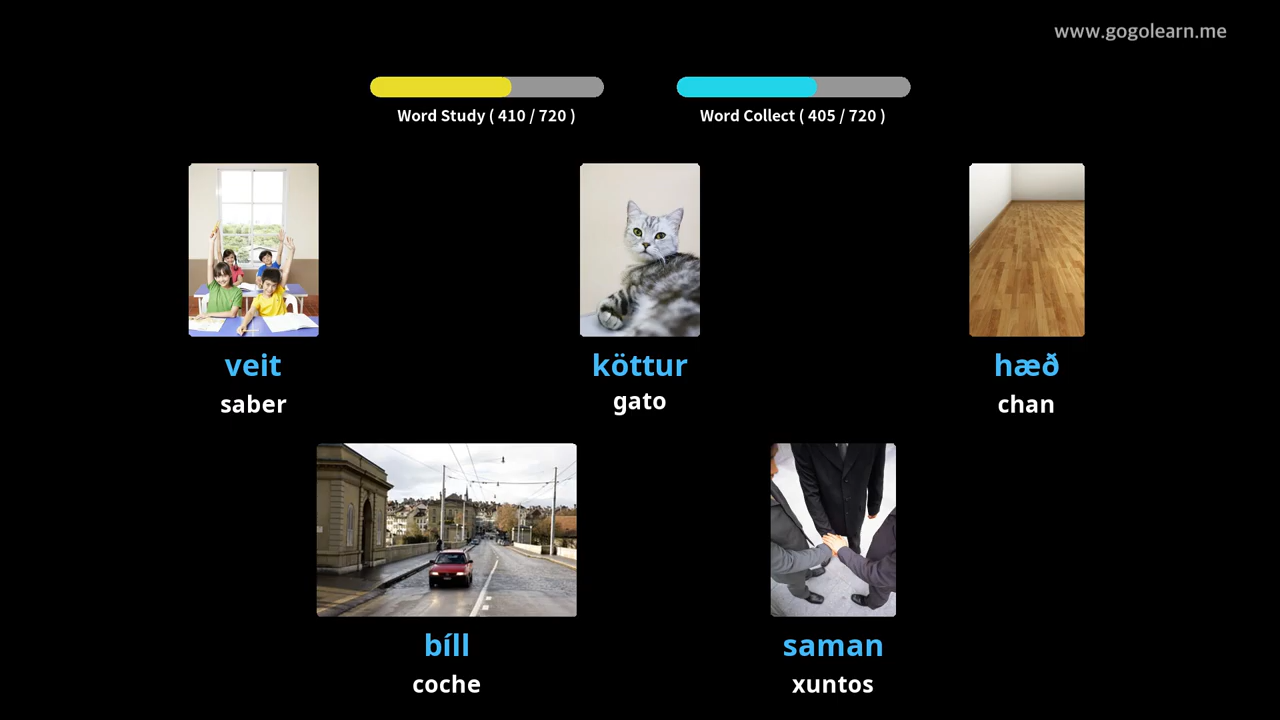 www.gogolearn.me
Word Study ( 410 / 720 )
Word Collect ( 405 / 720 )
veit
saber
köttur
gato
hæð
chan
bíll
coche
saman
xuntos